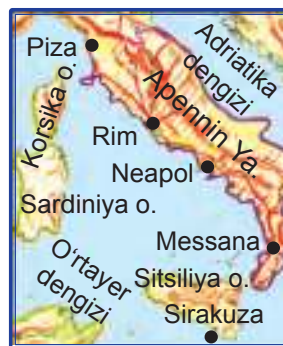 Piza
Adriatika
dengizi
Korsika o.
Apennin Ya.
Rim
Neapol
Sardiniya o.
Messana
O‘rtayer
dengizi
Sitsiliya o.
Sirakuza